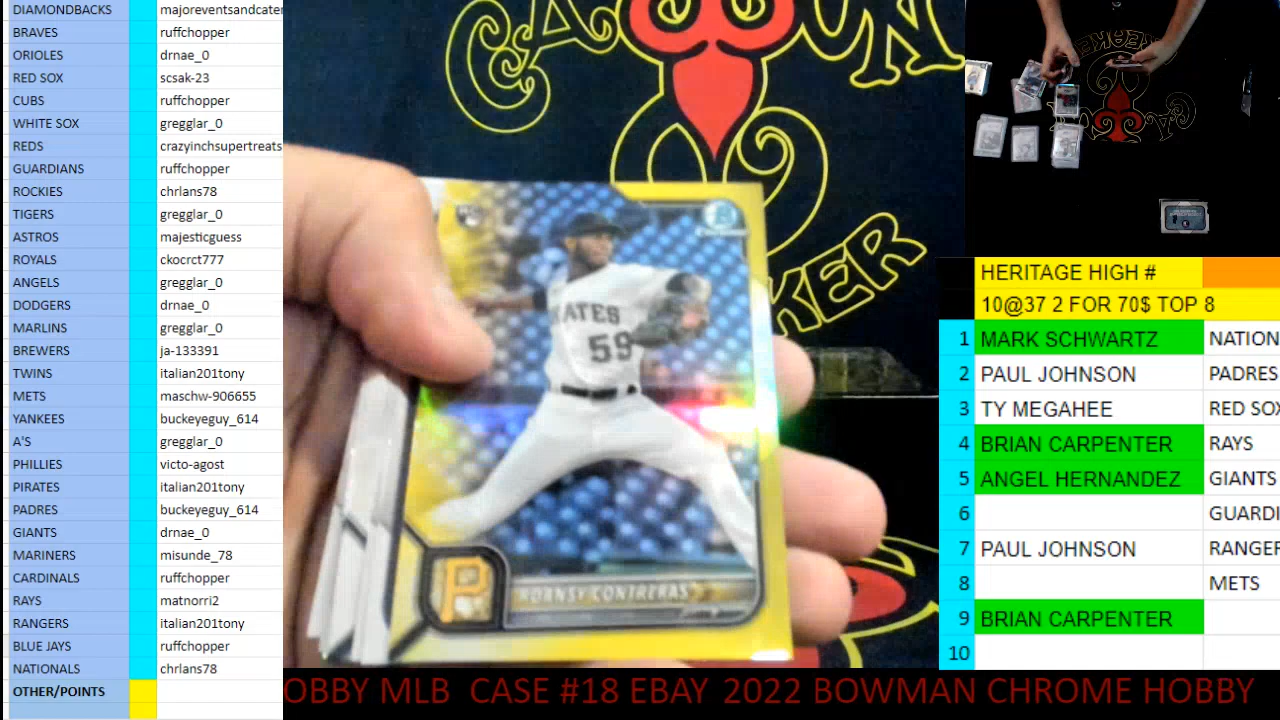 DIAMONDBACKS majoreventsandcater
BRAVES ruffchopper
ORIOLES drnae_0
RED SOX scsak-23
CUBS ruffchopper
WHITE SOX gregglar_0
REDS crazyinchsupertreats
GUARDIANS ruffchopper
ROCKIES chrlans78
TIGERS gregglar_0
ASTROS majesticguess
ROYALS ckocrct777
ANGELS gregglar_0
DODGERS drnae_0
MARLINS gregglar_0
BREWERS ja-133391
TWINS italian201tony
METS maschw-906655
YANKEES buckeyeguy_614
A'S gregglar_0
PHILLIES victo-agost
PIRATES italian201tony
PADRES buckeyeguy_614
GIANTS drnae_0
MARINERS misunde_78
CARDINALS ruffchopper
RAYS matnorri2
RANGERS italian201tony
BLUE JAYS ruffchopper
NATIONALS chrlans78
OTHER/POINTS
KER
ATES
59
P
ROANSY CONTRERAS
HERITAGE HIGH #
10@37 2 FOR 70$ TOP 8
1 MARK SCHWARTZ NATION
2 PAUL JOHNSON PADRES
3 TY MEGAHEE RED SOX
4 BRIAN CARPENTER RAYS
5 ANGEL HERNANDEZ GIANTS
6 GUARDI
7 PAUL JOHNSON RANGER
8 METS
9 BRIAN CARPENTER
10
OBBY MLB CASE #18 EBAY 2022 BOWMAN CHROME HOBBY